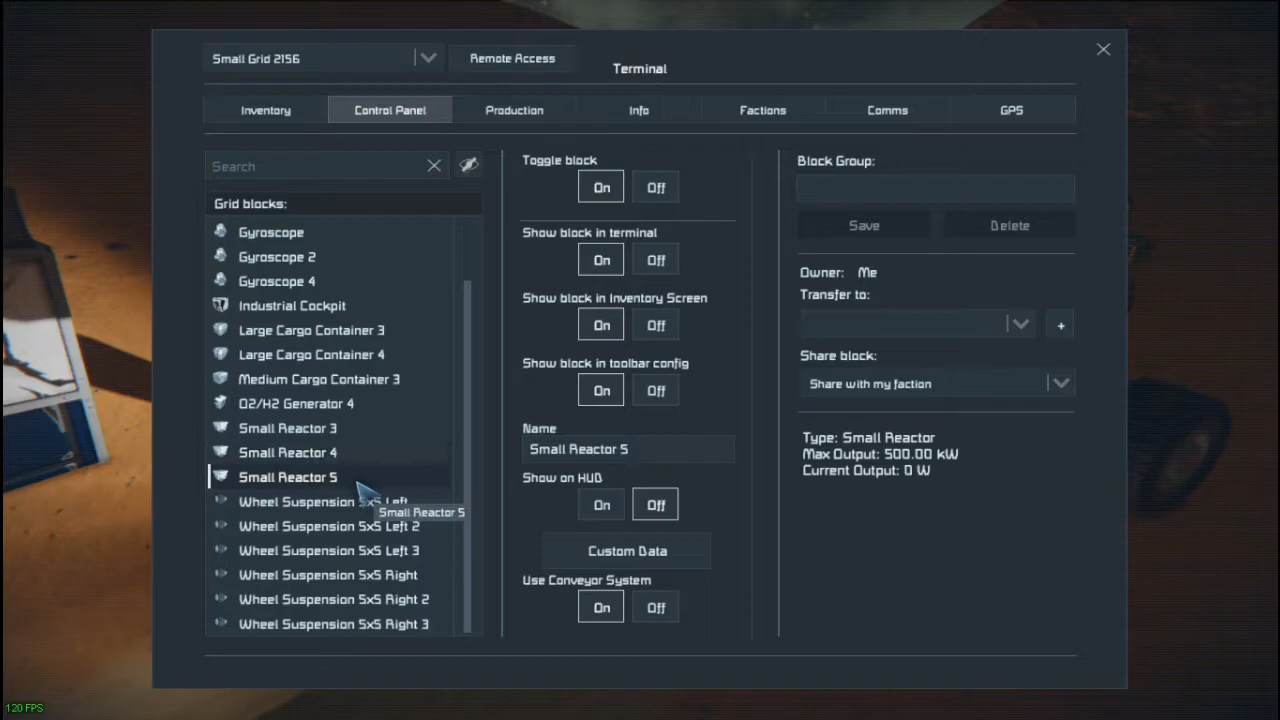 Small Grid 2156
Remote Access
Terminal
Inventory
Control Panel
Production
Info
Factions
Comms
GPS
Search
Grid blocks:
Gyroscope
Gyroscope 2
Gyroscope 4
Industrial Cockpit
Large Cargo Container 3
Large Cargo Container 4
Medium Cargo Container 3
O2/H2 Generator 4
Small Reactor 3
Small Reactor 4
Small Reactor 5
Wheel Suspension 5x5 Left
Small Reactor 5
Wheel Suspension 5x5 Left 2
Wheel Suspension 5x5 Left 3
Wheel Suspension 5x5 Right
Wheel Suspension 5x5 Right 2
Wheel Suspension 5x5 Right 3
Toggle block
On Off
Show block in terminal
On Off
Show block in Inventory Screen
On Off
Show block in toolbar config
On Off
Name
Small Reactor 5
Show on HUD
On Off
Custom Data
Use Conveyor System
On Off
Block Group:
Save Delete
Owner: Me
Transfer to:
+
Share block:
Share with my faction
Type: Small Reactor
Max Output: 500.00 kW
Current Output: 0 W
120 FPS